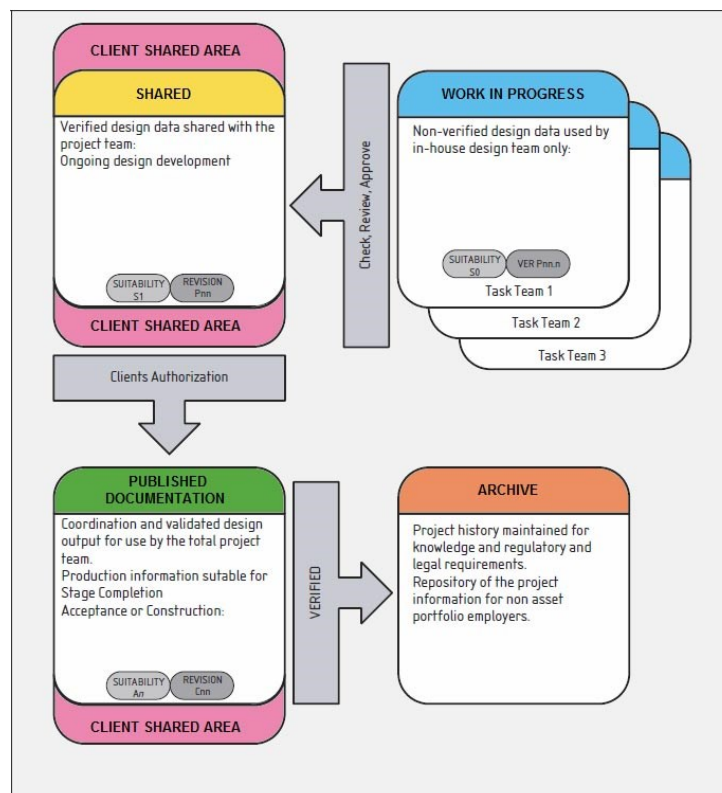 CLIENT SHARED AREA
SHARED
Verified design data shared with the
project team:
Ongoing design development
SUITABILITY
S1
REVISION
Pnn
CLIENT SHARED AREA
Check, Review, Approve
WORK IN PROGRESS
Non-verified design data used by
in-house design team only:
SUITABILITY
S0
VER Pnn.n
Task Team 1
Task Team 2
Task Team 3
Clients Authorization
PUBLISHED
DOCUMENTATION
Coordination and validated design
output for use by the total project
team.
Production information sutable for
Stage Completion
Acceptance or Construction:
SUITABILITY
An
REVISION
Cnn
CLIENT SHARED AREA
VERIFIED
ARCHIVE
Project history maintained for
knowledge and regulatory and
legal requirements.
Repository of the project
information for non asset
portfolio employers.